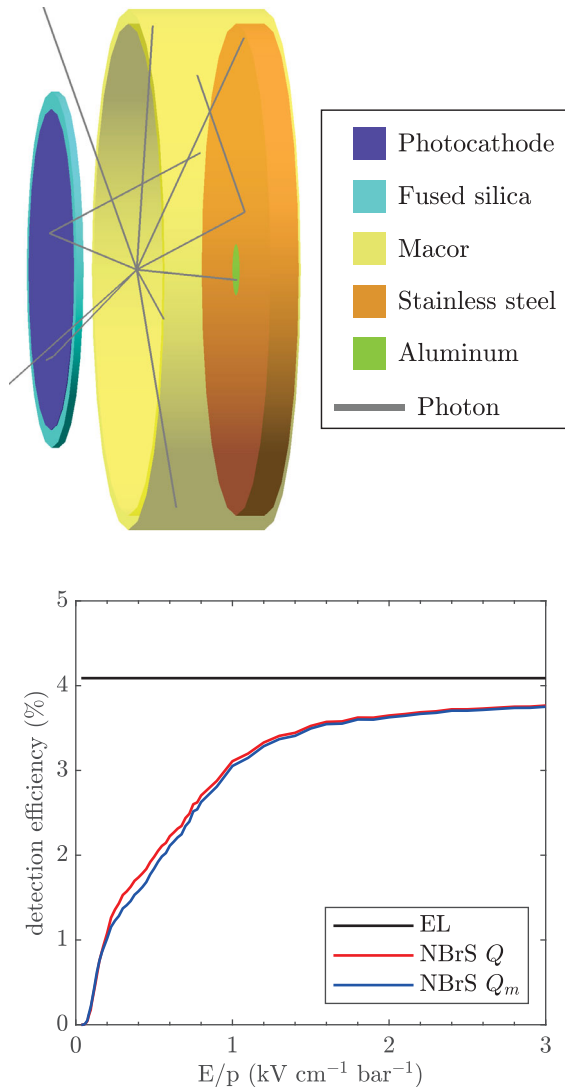 Photocathode
Fused silica
Macor
Stainless steel
Aluminum
Photon
5
4
3
2
1
0
detection efficiency (%)
EL
NBrS Q
NBrS Qₘ
0 1 2 3
E/p (kV cm⁻¹ bar⁻¹)